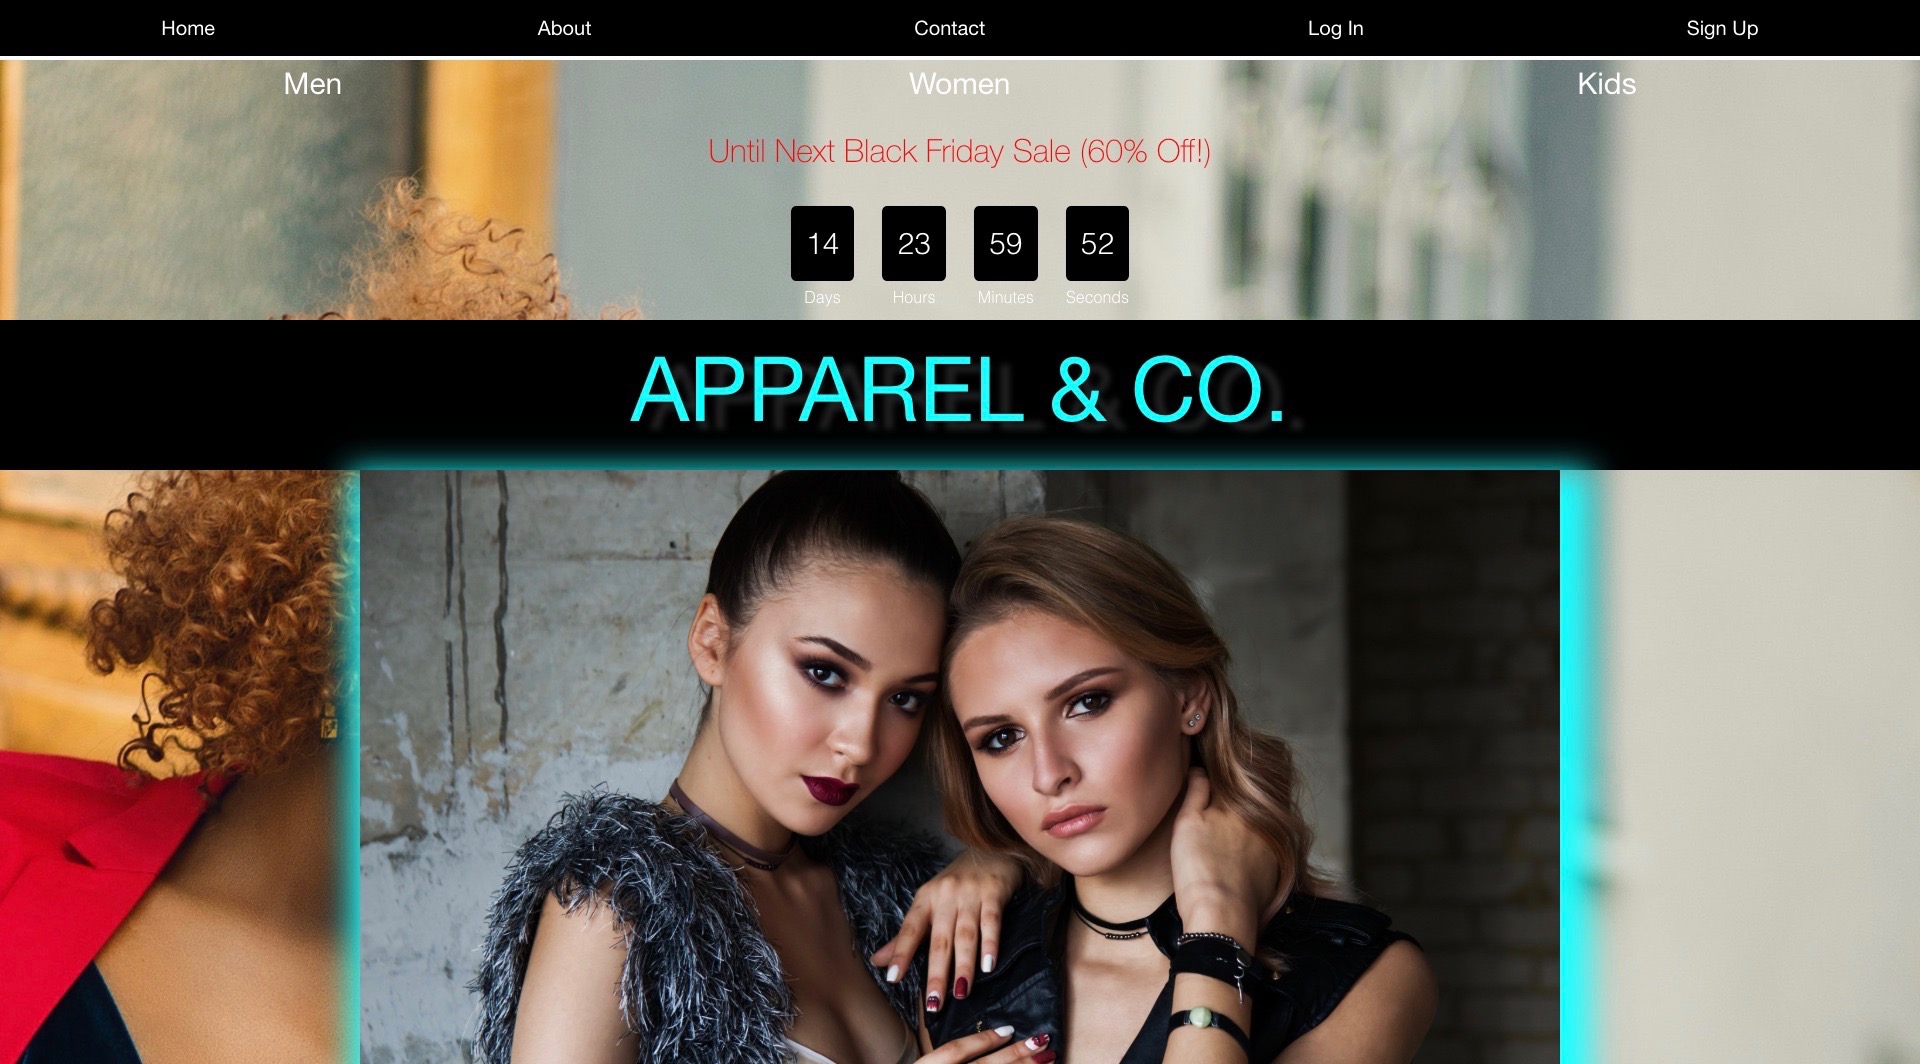 Home About Contact Log In Sign Up
Men Women Kids
Until Next Black Friday Sale (60% Off!)
14 23 59 52
Days Hours Minutes Seconds
APPAREL & CO.